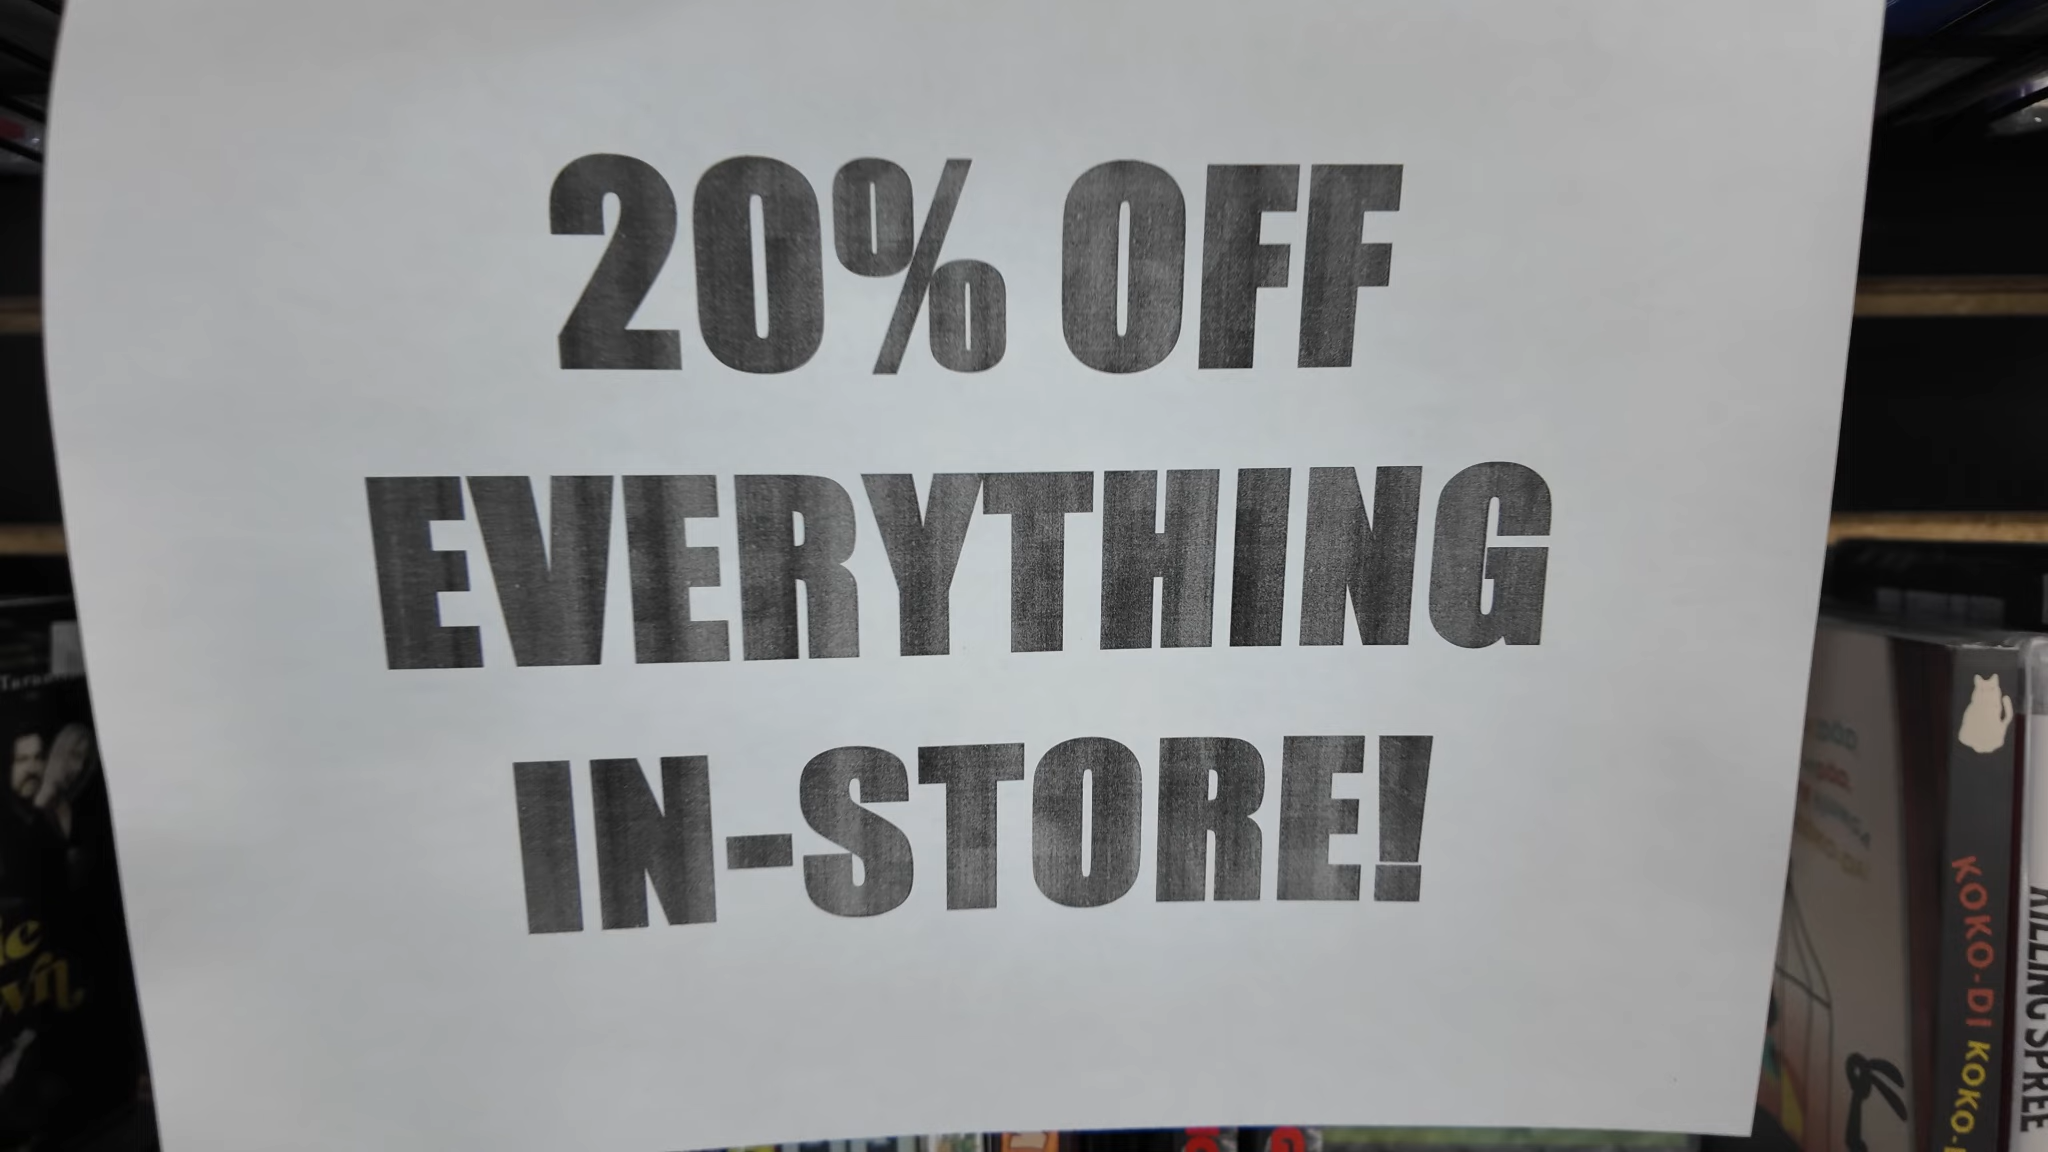 20% OFF
EVERYTHING
IN-STORE!
KOKO-DI KOKO-
KILLING SPREE